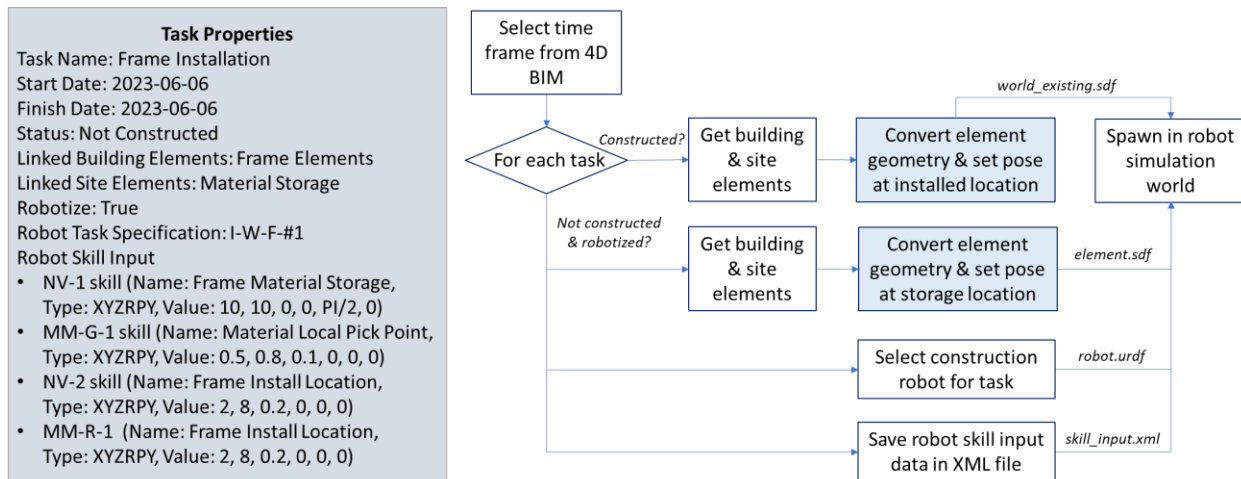 Task Properties
Task Name: Frame Installation
Start Date: 2023-06-06
Finish Date: 2023-06-06
Status: Not Constructed
Linked Building Elements: Frame Elements
Linked Site Elements: Material Storage
Robotize: True
Robot Task Specification: I-W-F-#1
Robot Skill Input
• NV-1 skill (Name: Frame Material Storage,
Type: XYZRPY, Value: 10, 10, 0, 0, PI/2, 0)
• MM-G-1 skill (Name: Material Local Pick Point,
Type: XYZRPY, Value: 0.5, 0.8, 0.1, 0, 0, 0)
• NV-2 skill (Name: Frame Install Location,
Type: XYZRPY, Value: 2, 8, 0.2, 0, 0, 0)
• MM-R-1 (Name: Frame Install Location,
Type: XYZRPY, Value: 2, 8, 0.2, 0, 0, 0)
Select time
frame from 4D
BIM
For each task
Constructed?
Get building
& site
elements
Convert element
geometry & set pose
at installed location
world_existing.sdf
Spawn in robot
simulation
world
Not constructed
& robotized?
Get building
& site
elements
Convert element
geometry & set pose
at storage location
element.sdf
Select construction
robot for task
robot.urdf
Save robot skill input
data in XML file
skill_input.xml